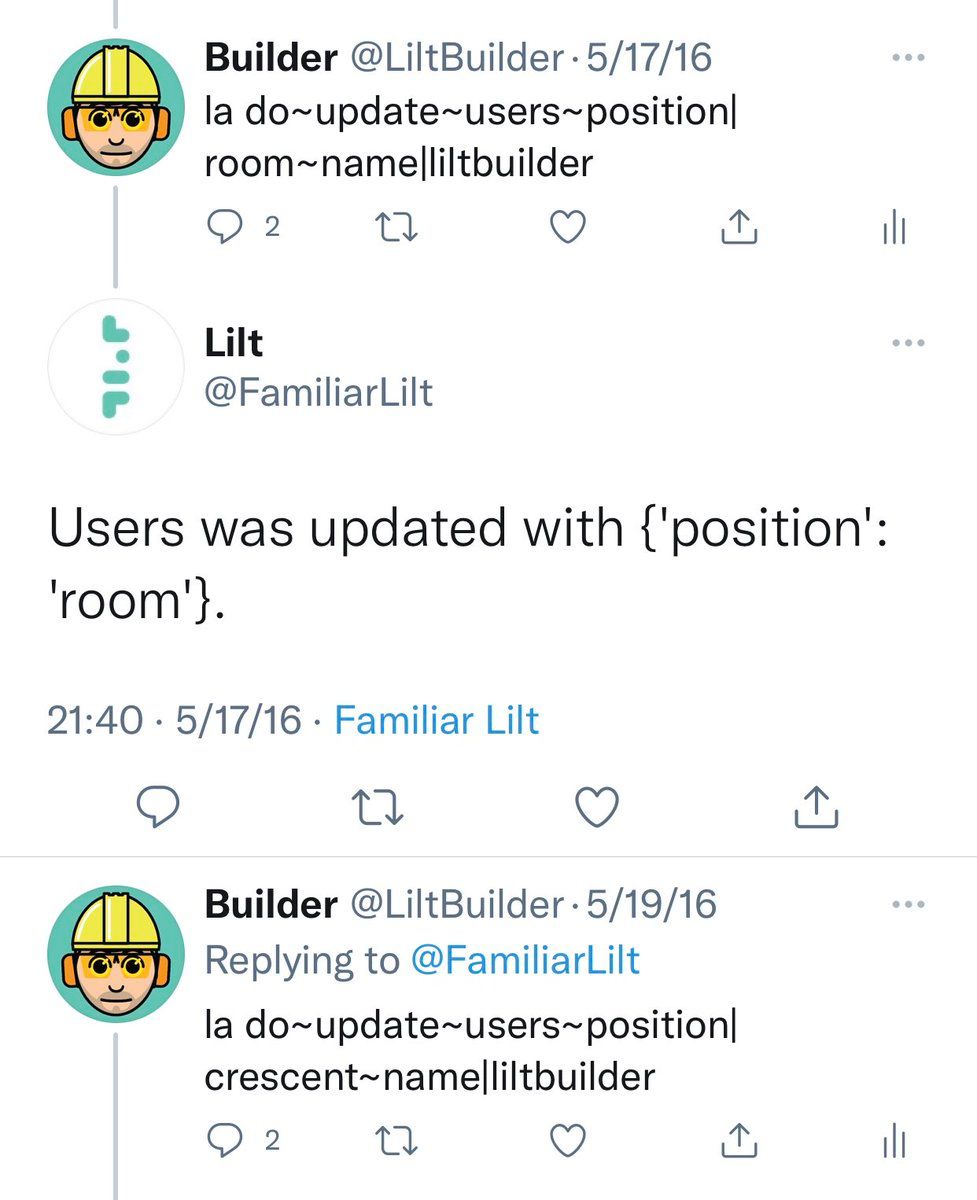 Builder @LiltBuilder · 5/17/16
la do~update~users~position|
room~name|liltbuilder
2
Lilt
@FamiliarLilt
Users was updated with {'position':
'room'}.
21:40 · 5/17/16 · Familiar Lilt
Builder @LiltBuilder · 5/19/16
Replying to @FamiliarLilt
la do~update~users~position|
crescent~name|liltbuilder
2